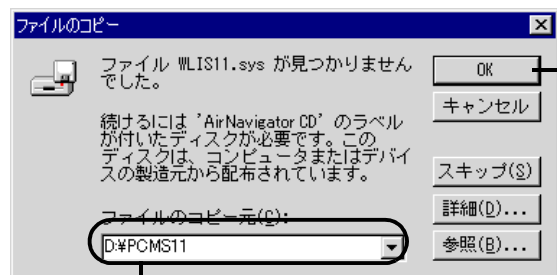 ファイルのコピー
ファイル WLIS11.sys が見つかりません
でした。
続けるには 'AirNavigator CD' のラベル
が付いたディスクが必要です。この
ディスクは、コンピュータまたはデバイ
スの製造元から配布されています。
ファイルのコピー元(C):
D:¥PCMS11
OK
キャンセル
スキップ(S)
詳細(D)...
参照(B)...